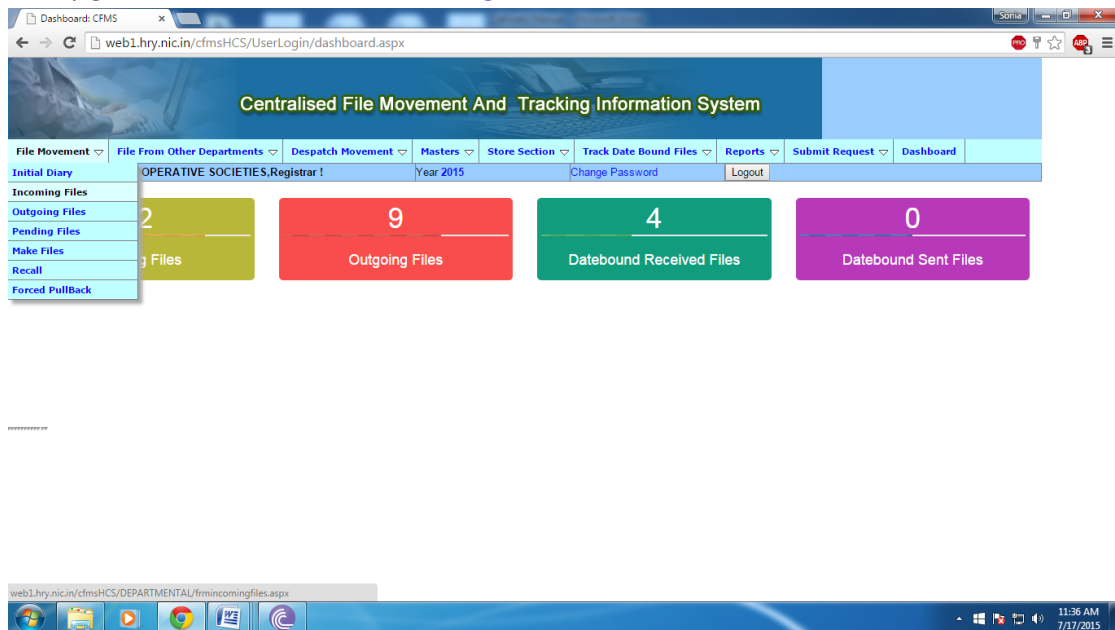 Dashboard: CFMS
Sonia
web1.hry.nic.in/cfmsHCS/UserLogin/dashboard.aspx
PRO
ABP
3
Centralised File Movement And Tracking Information System
File Movement File From Other Departments Despatch Movement Masters Store Section Track Date Bound Files Reports Submit Request Dashboard
Initial Diary OPERATIVE SOCIETIES,Registrar ! Year 2015 Change Password Logout
Incoming Files
Outgoing Files
Pending Files
Make Files
Recall
Forced PullBack
2 9 4 0
g Files Outgoing Files Datebound Received Files Datebound Sent Files
web1.hry.nic.in/cfmsHCS/DEPARTMENTAL/frmincomingfiles.aspx
11:36 AM
7/17/2015